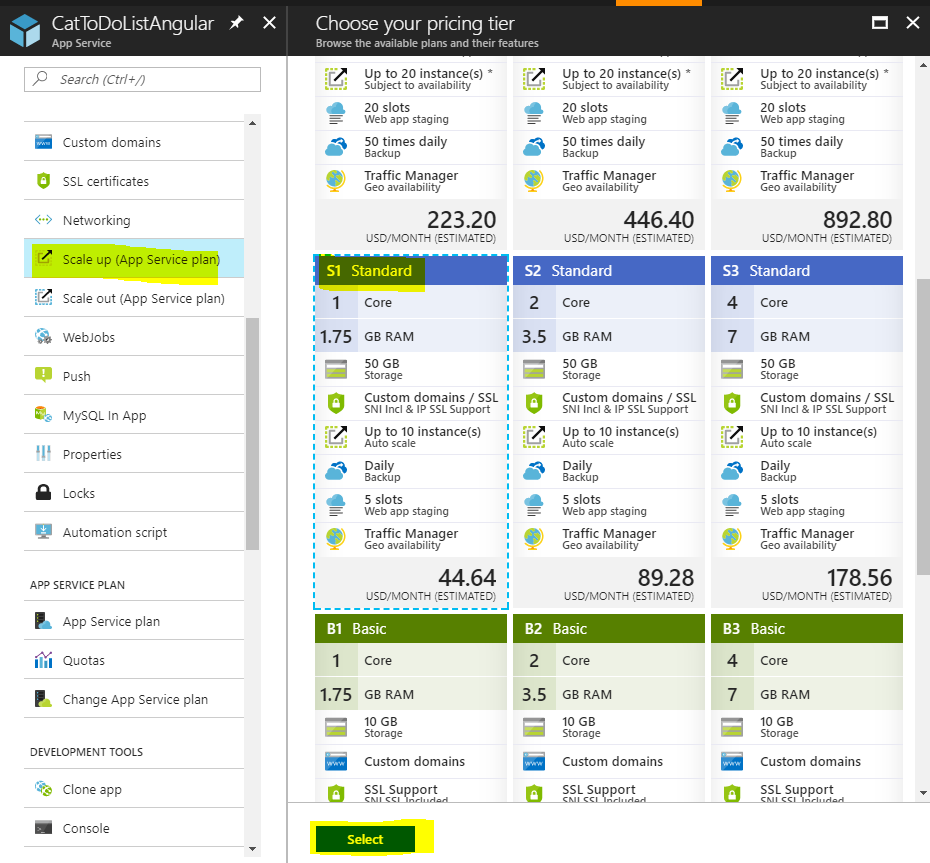 CatToDoListAngular
App Service
Search (Ctrl+/)
Custom domains
SSL certificates
Networking
Scale up (App Service plan)
Scale out (App Service plan)
WebJobs
Push
MySQL In App
Properties
Locks
Automation script
APP SERVICE PLAN
App Service plan
Quotas
Change App Service plan
DEVELOPMENT TOOLS
Clone app
Console
Choose your pricing tier
Browse the available plans and their features
Up to 20 instance(s) *
Subject to availability
20 slots
Web app staging
50 times daily
Backup
Traffic Manager
Geo availability
223.20
USD/MONTH (ESTIMATED)
Up to 20 instance(s) *
Subject to availability
20 slots
Web app staging
50 times daily
Backup
Traffic Manager
Geo availability
446.40
USD/MONTH (ESTIMATED)
Up to 20 instance(s) *
Subject to availability
20 slots
Web app staging
50 times daily
Backup
Traffic Manager
Geo availability
892.80
USD/MONTH (ESTIMATED)
S1 Standard
1 Core
1.75 GB RAM
50 GB
Storage
Custom domains / SSL
SNI Incl & IP SSL Support
Up to 10 instance(s)
Auto scale
Daily
Backup
5 slots
Web app staging
Traffic Manager
Geo availability
44.64
USD/MONTH (ESTIMATED)
S2 Standard
2 Core
3.5 GB RAM
50 GB
Storage
Custom domains / SSL
SNI Incl & IP SSL Support
Up to 10 instance(s)
Auto scale
Daily
Backup
5 slots
Web app staging
Traffic Manager
Geo availability
89.28
USD/MONTH (ESTIMATED)
S3 Standard
4 Core
7 GB RAM
50 GB
Storage
Custom domains / SSL
SNI Incl & IP SSL Support
Up to 10 instance(s)
Auto scale
Daily
Backup
5 slots
Web app staging
Traffic Manager
Geo availability
178.56
USD/MONTH (ESTIMATED)
B1 Basic
1 Core
1.75 GB RAM
10 GB
Storage
Custom domains
SSL Support
SNI SSL Included
B2 Basic
2 Core
3.5 GB RAM
10 GB
Storage
Custom domains
SSL Support
SNI SSL Included
B3 Basic
4 Core
7 GB RAM
10 GB
Storage
Custom domains
SSL Support
SNI SSL Included
Select